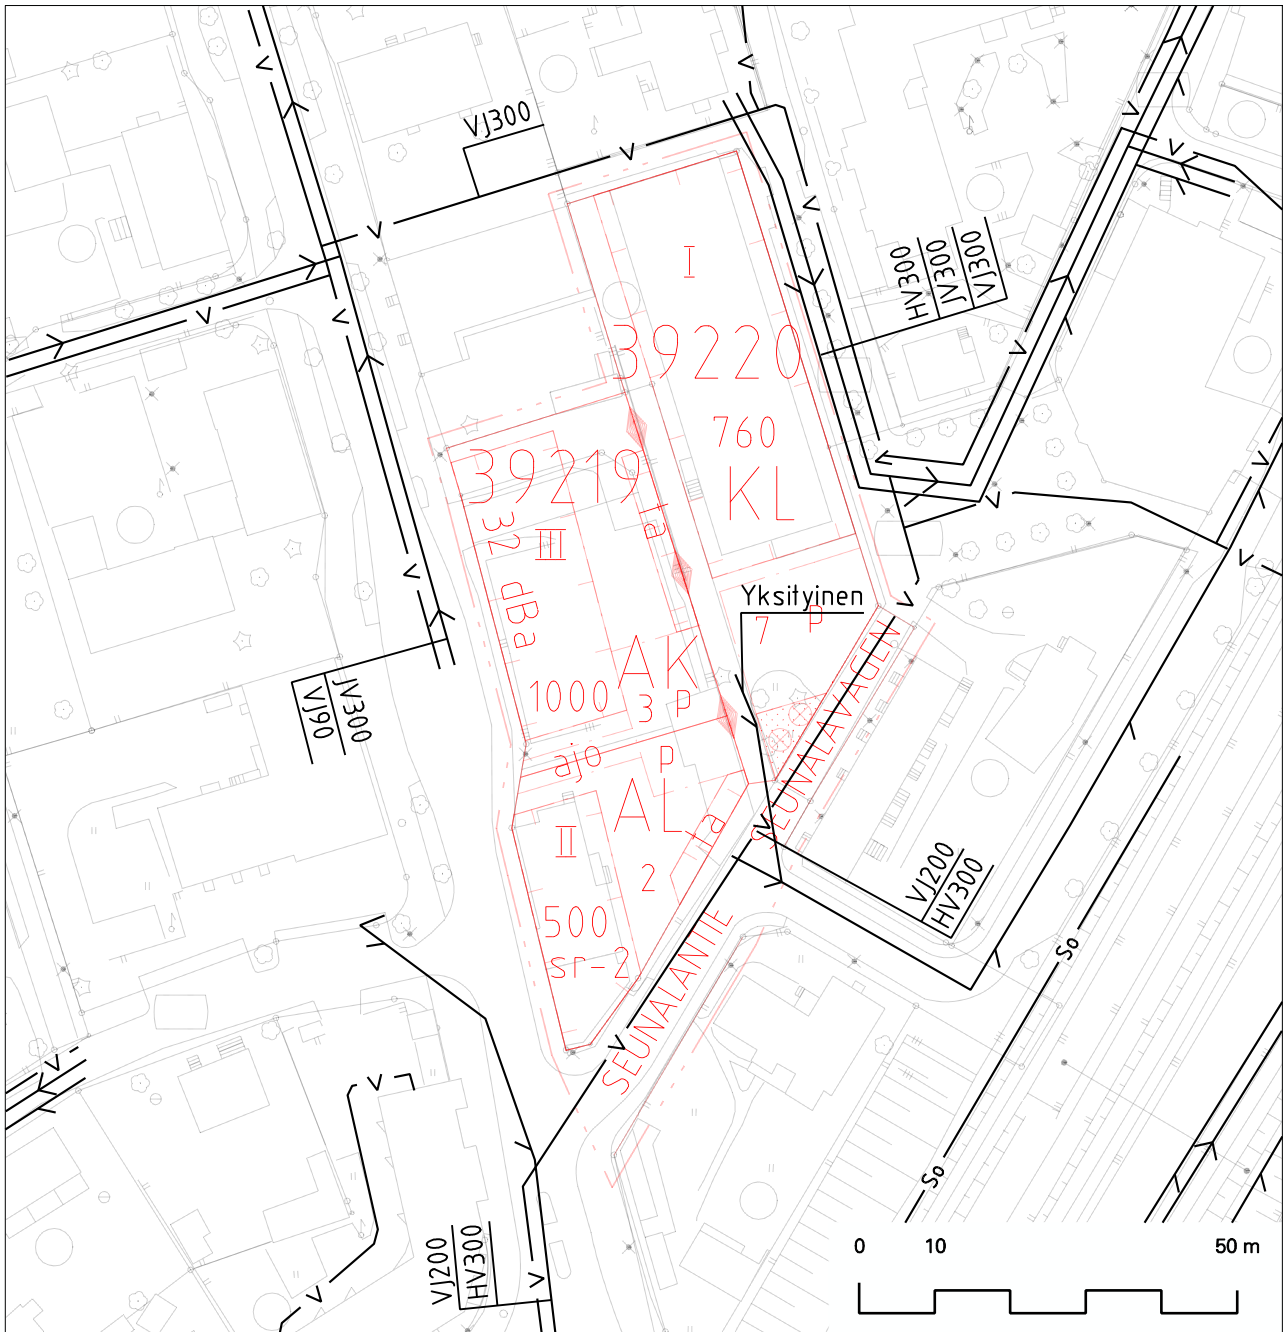 VJ300
HV300
JV300
VJ300
I
39220
760
KL
39219
32 dBa
III
ta
Yksityinen
7 P
AK
1000
3 P
JV300
VJ90
ajo
P
AL
ta
II
2
500
sr-2
SEUNALAVÄGEN
SEUNALANTIE
VJ200
HV300
So
So
VJ200
HV300
0 10 50 m